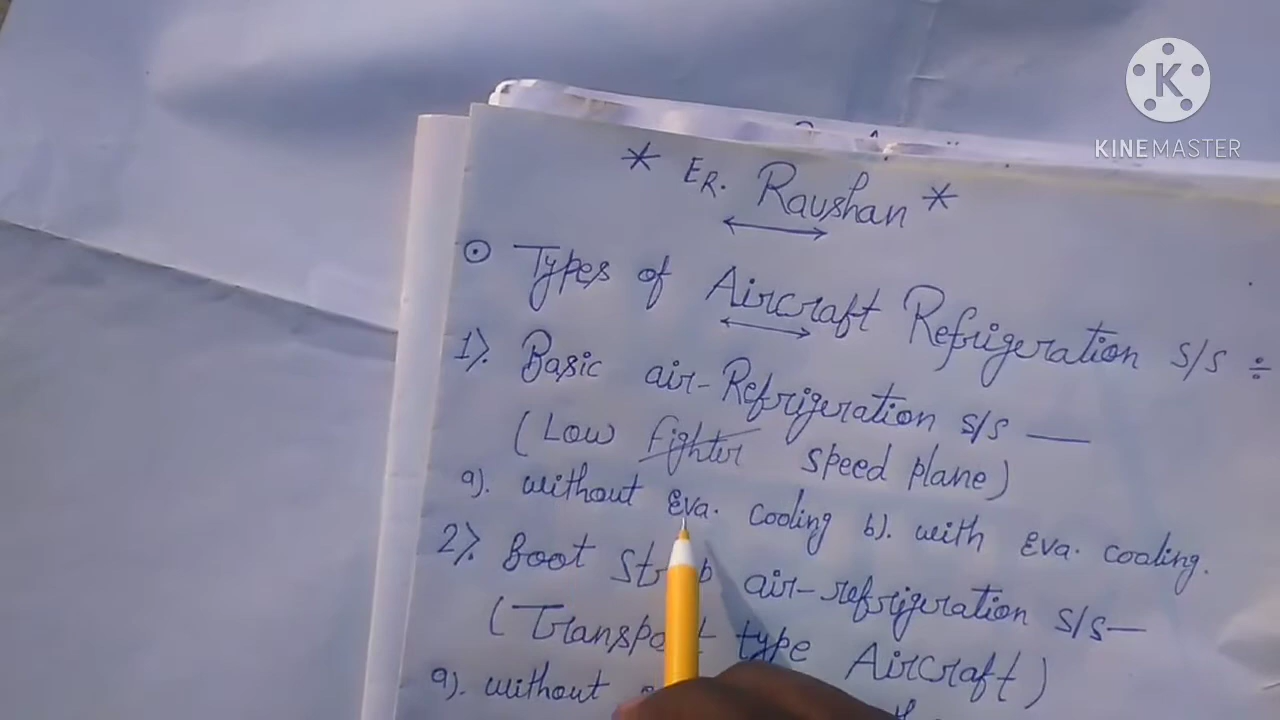 K
KINEMASTER
* ER. Raushan *
⊙ Types of Aircraft Refrigeration S/S ÷
1). Basic air-Refrigeration S/S —
(Low fighter speed plane)
a). without Eva. cooling b). with Eva. cooling.
2). Boot air-refrigeration S/S—
(Transport type Aircraft)
a). without